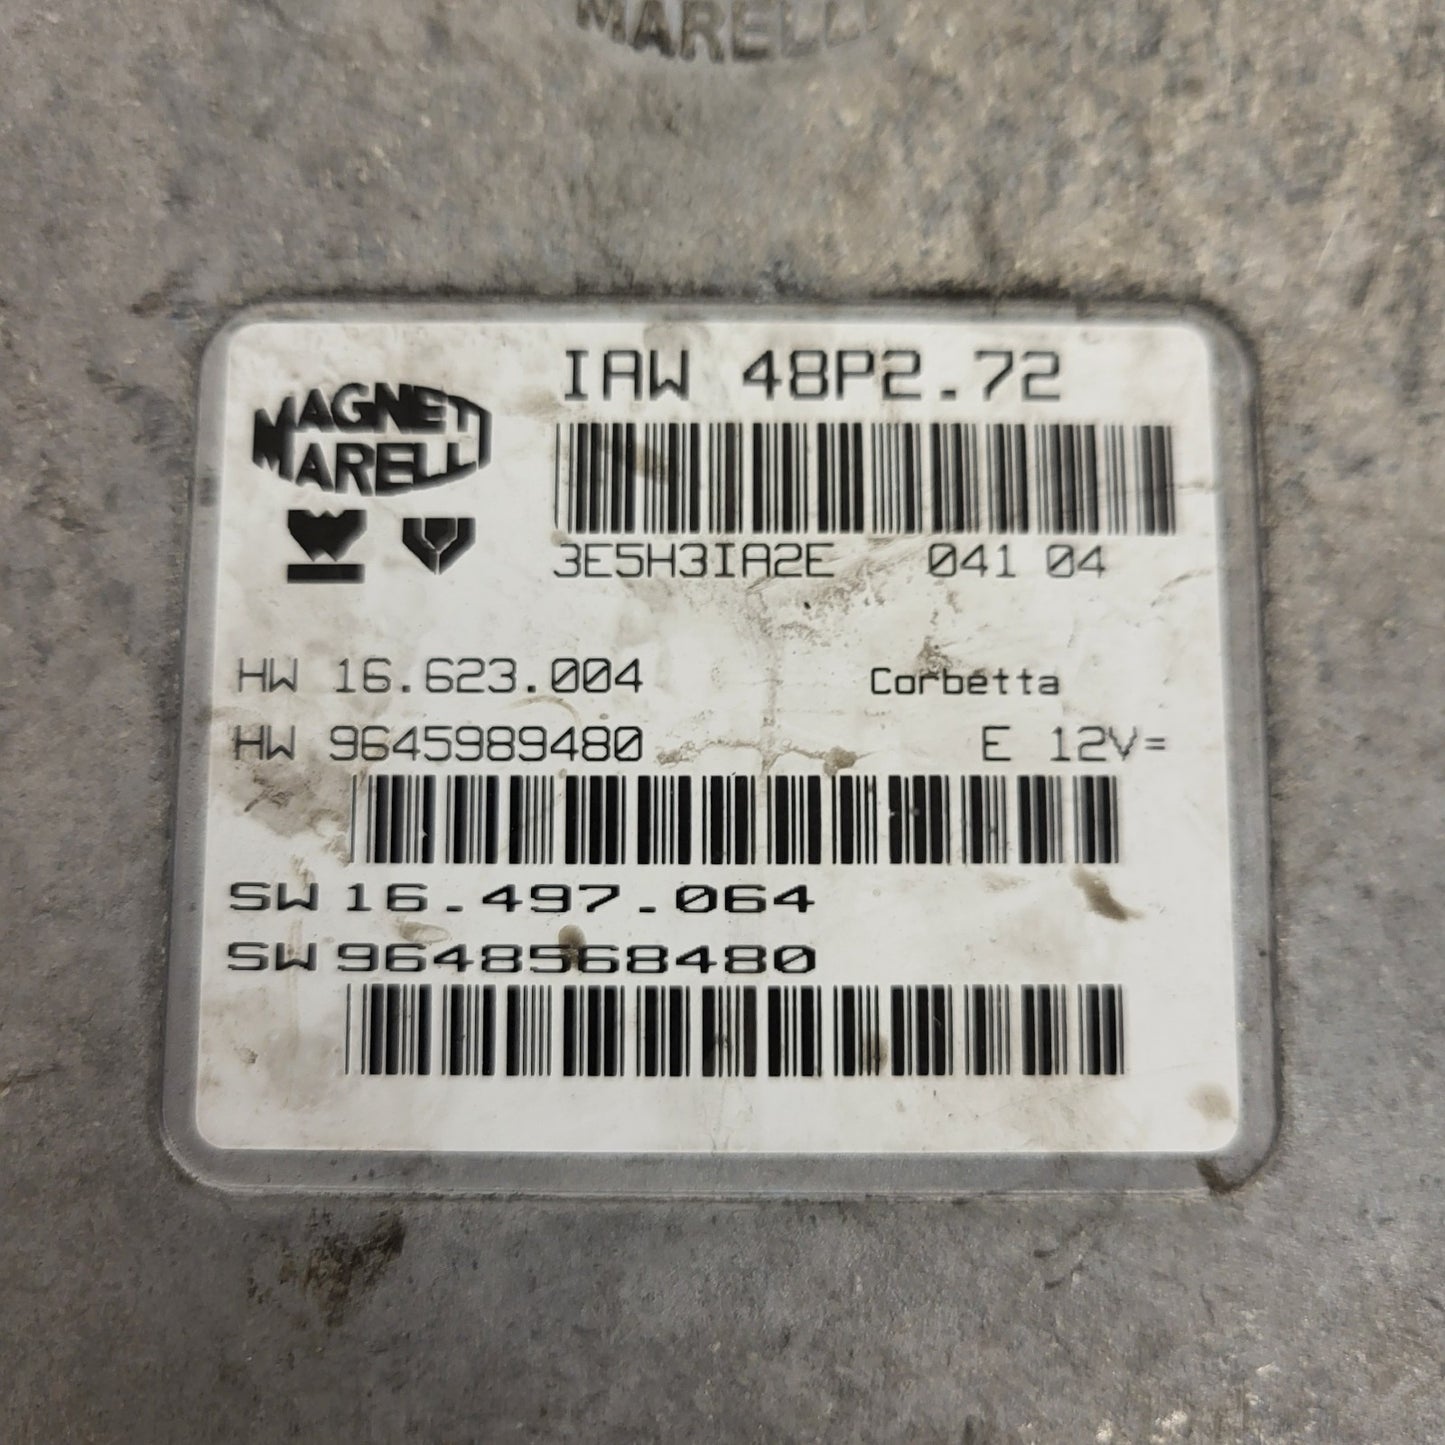 MARELLI
IAW 48P2.72
MAGNETI
MARELLI
3E5H3IA2E 041 04
HW 16.623.004 Corbetta
HW 9645989480 E 12V=
SW 16.497.064
SW 9648568480